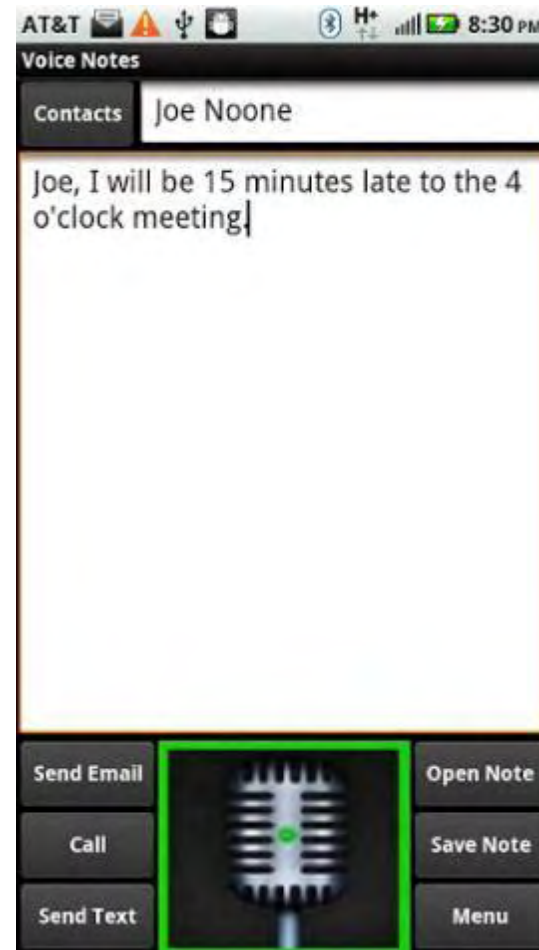 AT&T H+ 8:30 PM
Voice Notes
Contacts Joe Noone
Joe, I will be 15 minutes late to the 4
o'clock meeting.
Send Email Open Note
Call Save Note
Send Text Menu